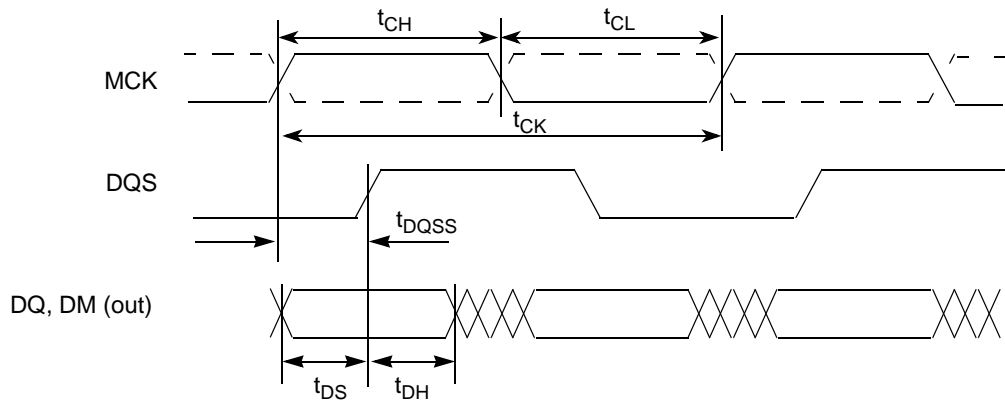 tCH
tCL
MCK
tCK
DQS
tDQSS
DQ, DM (out)
tDS
tDH